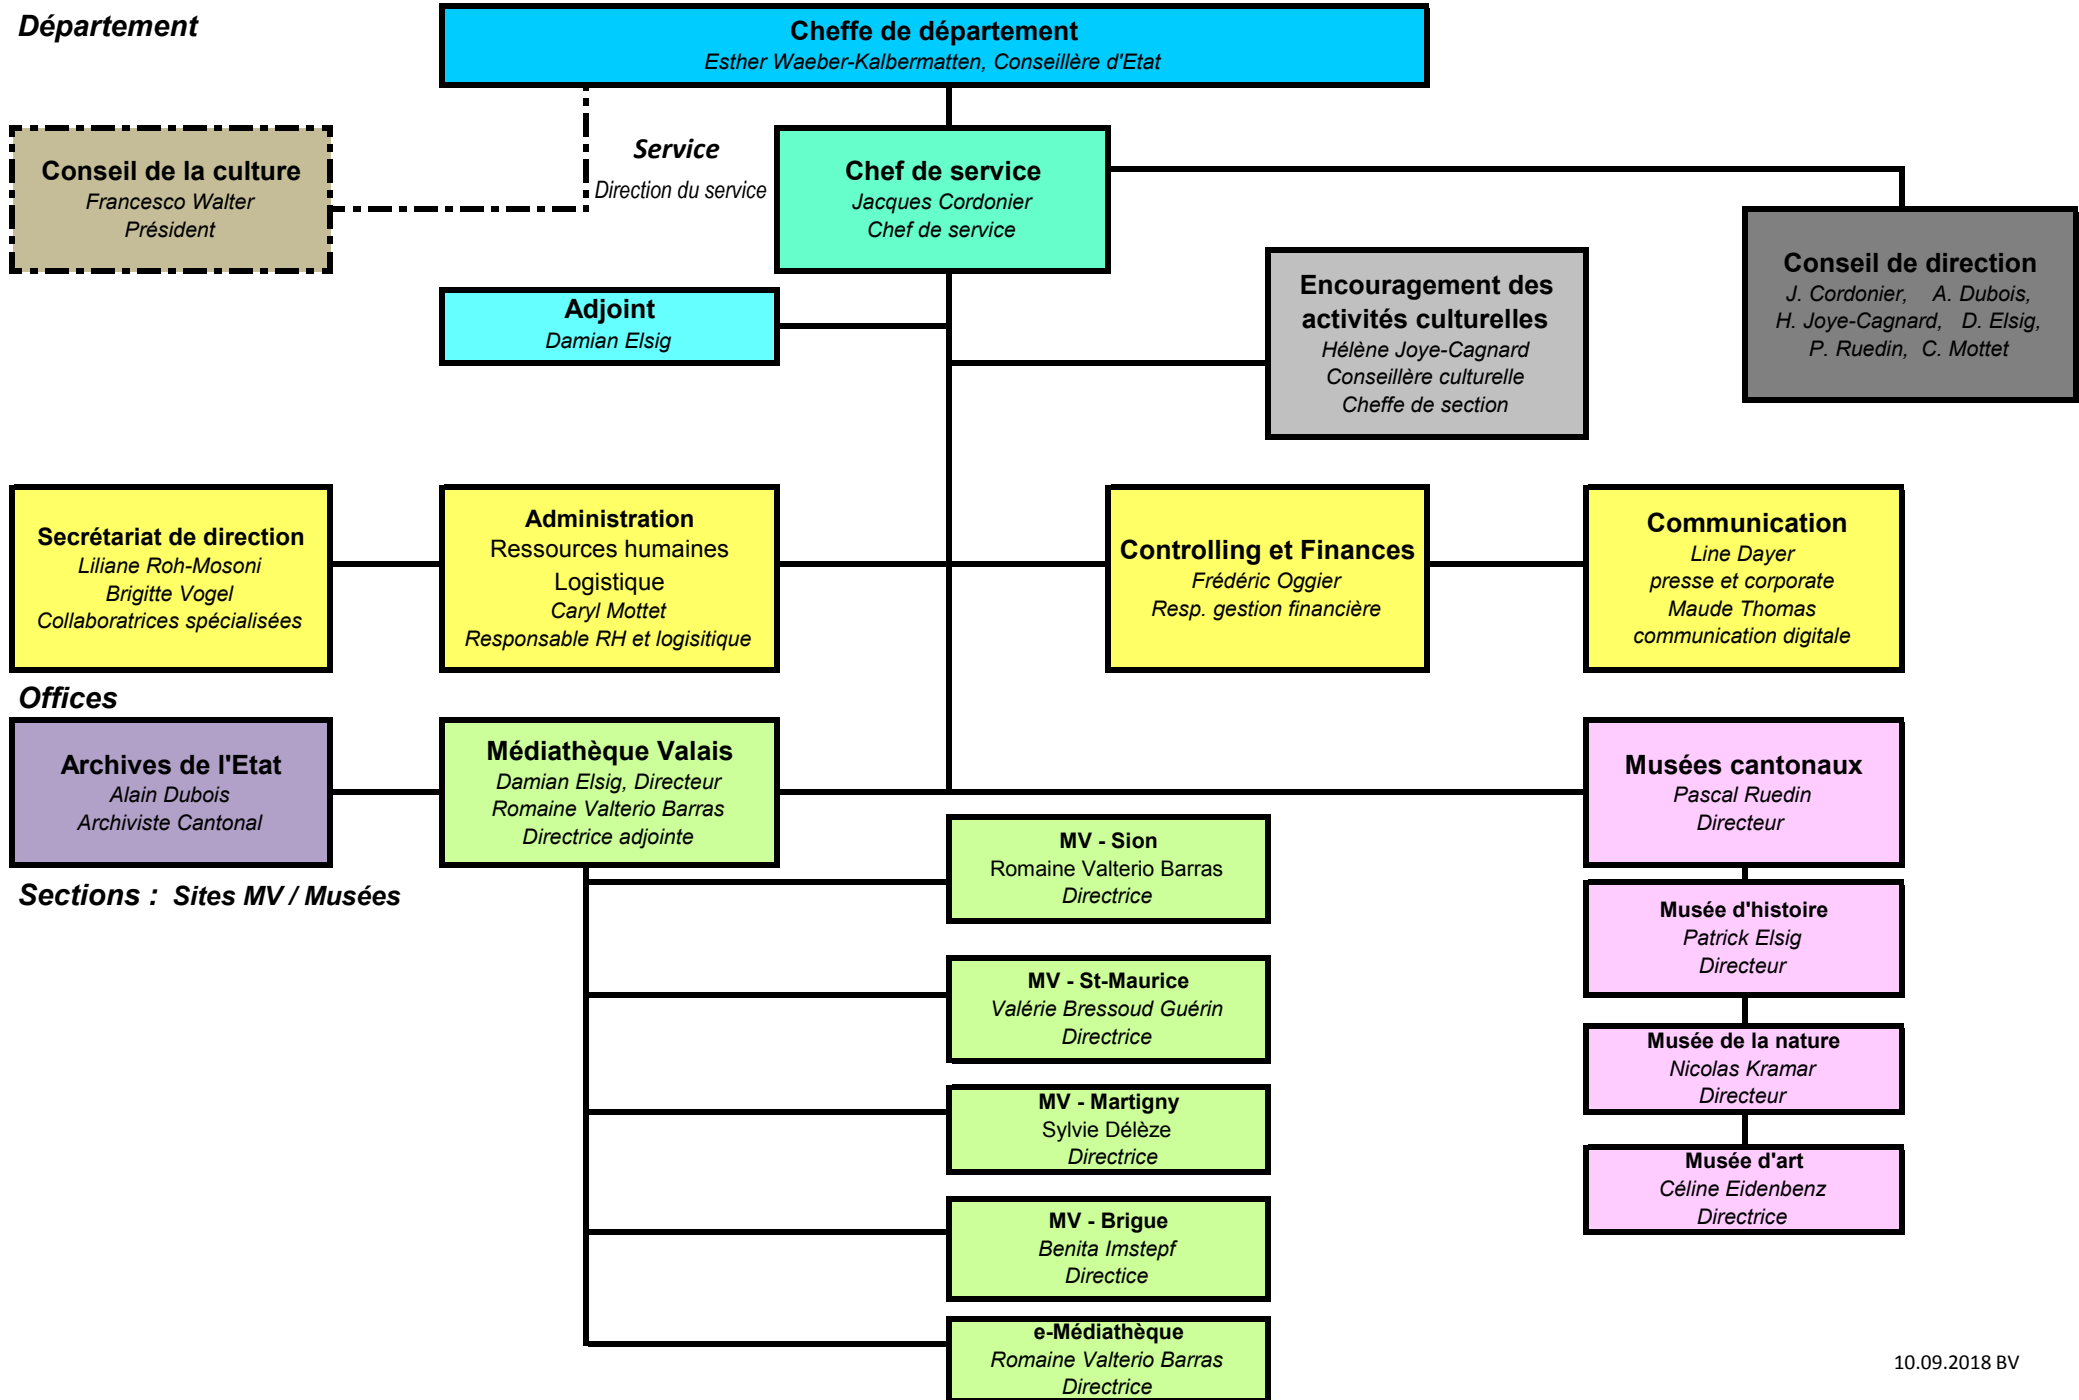 Département
Cheffe de département
Esther Waeber-Kalbermatten, Conseillère d'Etat
Conseil de la culture
Francesco Walter
Président
Service
Direction du service
Chef de service
Jacques Cordonier
Chef de service
Adjoint
Damian Elsig
Encouragement des
activités culturelles
Hélène Joye-Cagnard
Conseillère culturelle
Cheffe de section
Conseil de direction
J. Cordonier, A. Dubois,
H. Joye-Cagnard, D. Elsig,
P. Ruedin, C. Mottet
Secrétariat de direction
Liliane Roh-Mosoni
Brigitte Vogel
Collaboratrices spécialisées
Administration
Ressources humaines
Logistique
Caryl Mottet
Responsable RH et logisitique
Controlling et Finances
Frédéric Oggier
Resp. gestion financière
Communication
Line Dayer
presse et corporate
Maude Thomas
communication digitale
Offices
Archives de l'Etat
Alain Dubois
Archiviste Cantonal
Médiathèque Valais
Damian Elsig, Directeur
Romaine Valterio Barras
Directrice adjointe
Musées cantonaux
Pascal Ruedin
Directeur
Sections : Sites MV / Musées
MV - Sion
Romaine Valterio Barras
Directrice
MV - St-Maurice
Valérie Bressoud Guérin
Directrice
MV - Martigny
Sylvie Délèze
Directrice
MV - Brigue
Benita Imstepf
Directice
e-Médiathèque
Romaine Valterio Barras
Directrice
Musée d'histoire
Patrick Elsig
Directeur
Musée de la nature
Nicolas Kramar
Directeur
Musée d'art
Céline Eidenbenz
Directrice
10.09.2018 BV